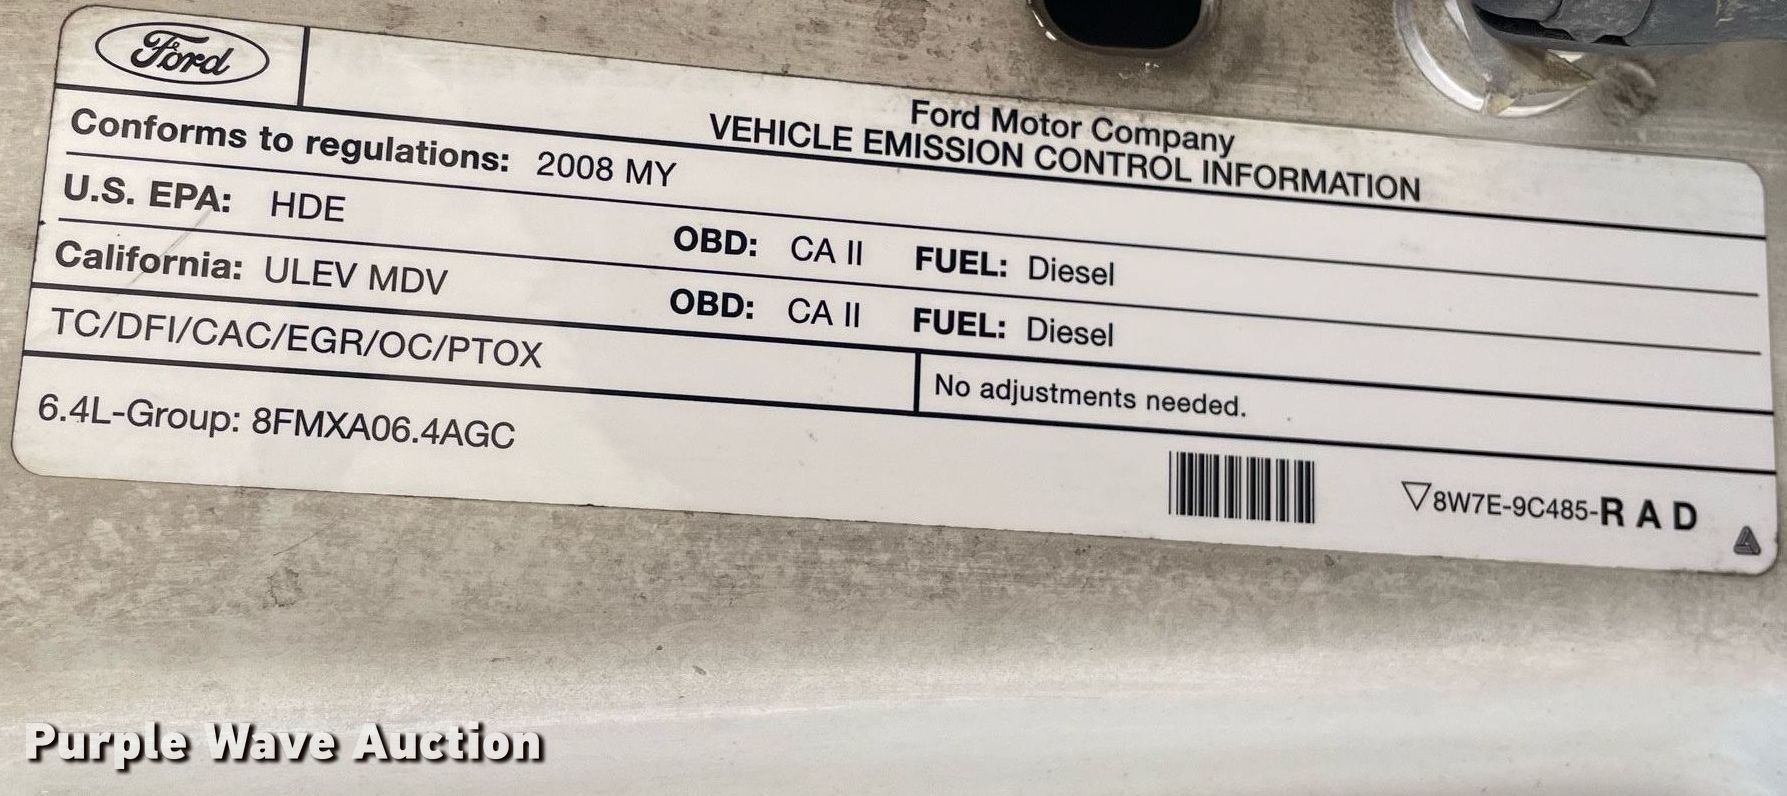 Ford
Ford Motor Company
VEHICLE EMISSION CONTROL INFORMATION
Conforms to regulations: 2008 MY
U.S. EPA: HDE OBD: CA II FUEL: Diesel
California: ULEV MDV OBD: CA II FUEL: Diesel
TC/DFI/CAC/EGR/OC/PTOX
No adjustments needed.
6.4L-Group: 8FMXA06.4AGC
▽8W7E-9C485-R A D
Purple Wave Auction